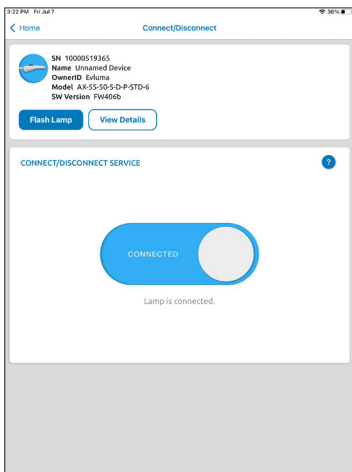 3:22 PM Fri Jul 7
36%
Home
Connect/Disconnect
SN 10000519365
Name Unnamed Device
OwnerID Evluma
Model AX-55-50-5-D-P-STD-6
SW Version FW406b
Flash Lamp
View Details
CONNECT/DISCONNECT SERVICE
?
CONNECTED
Lamp is connected.